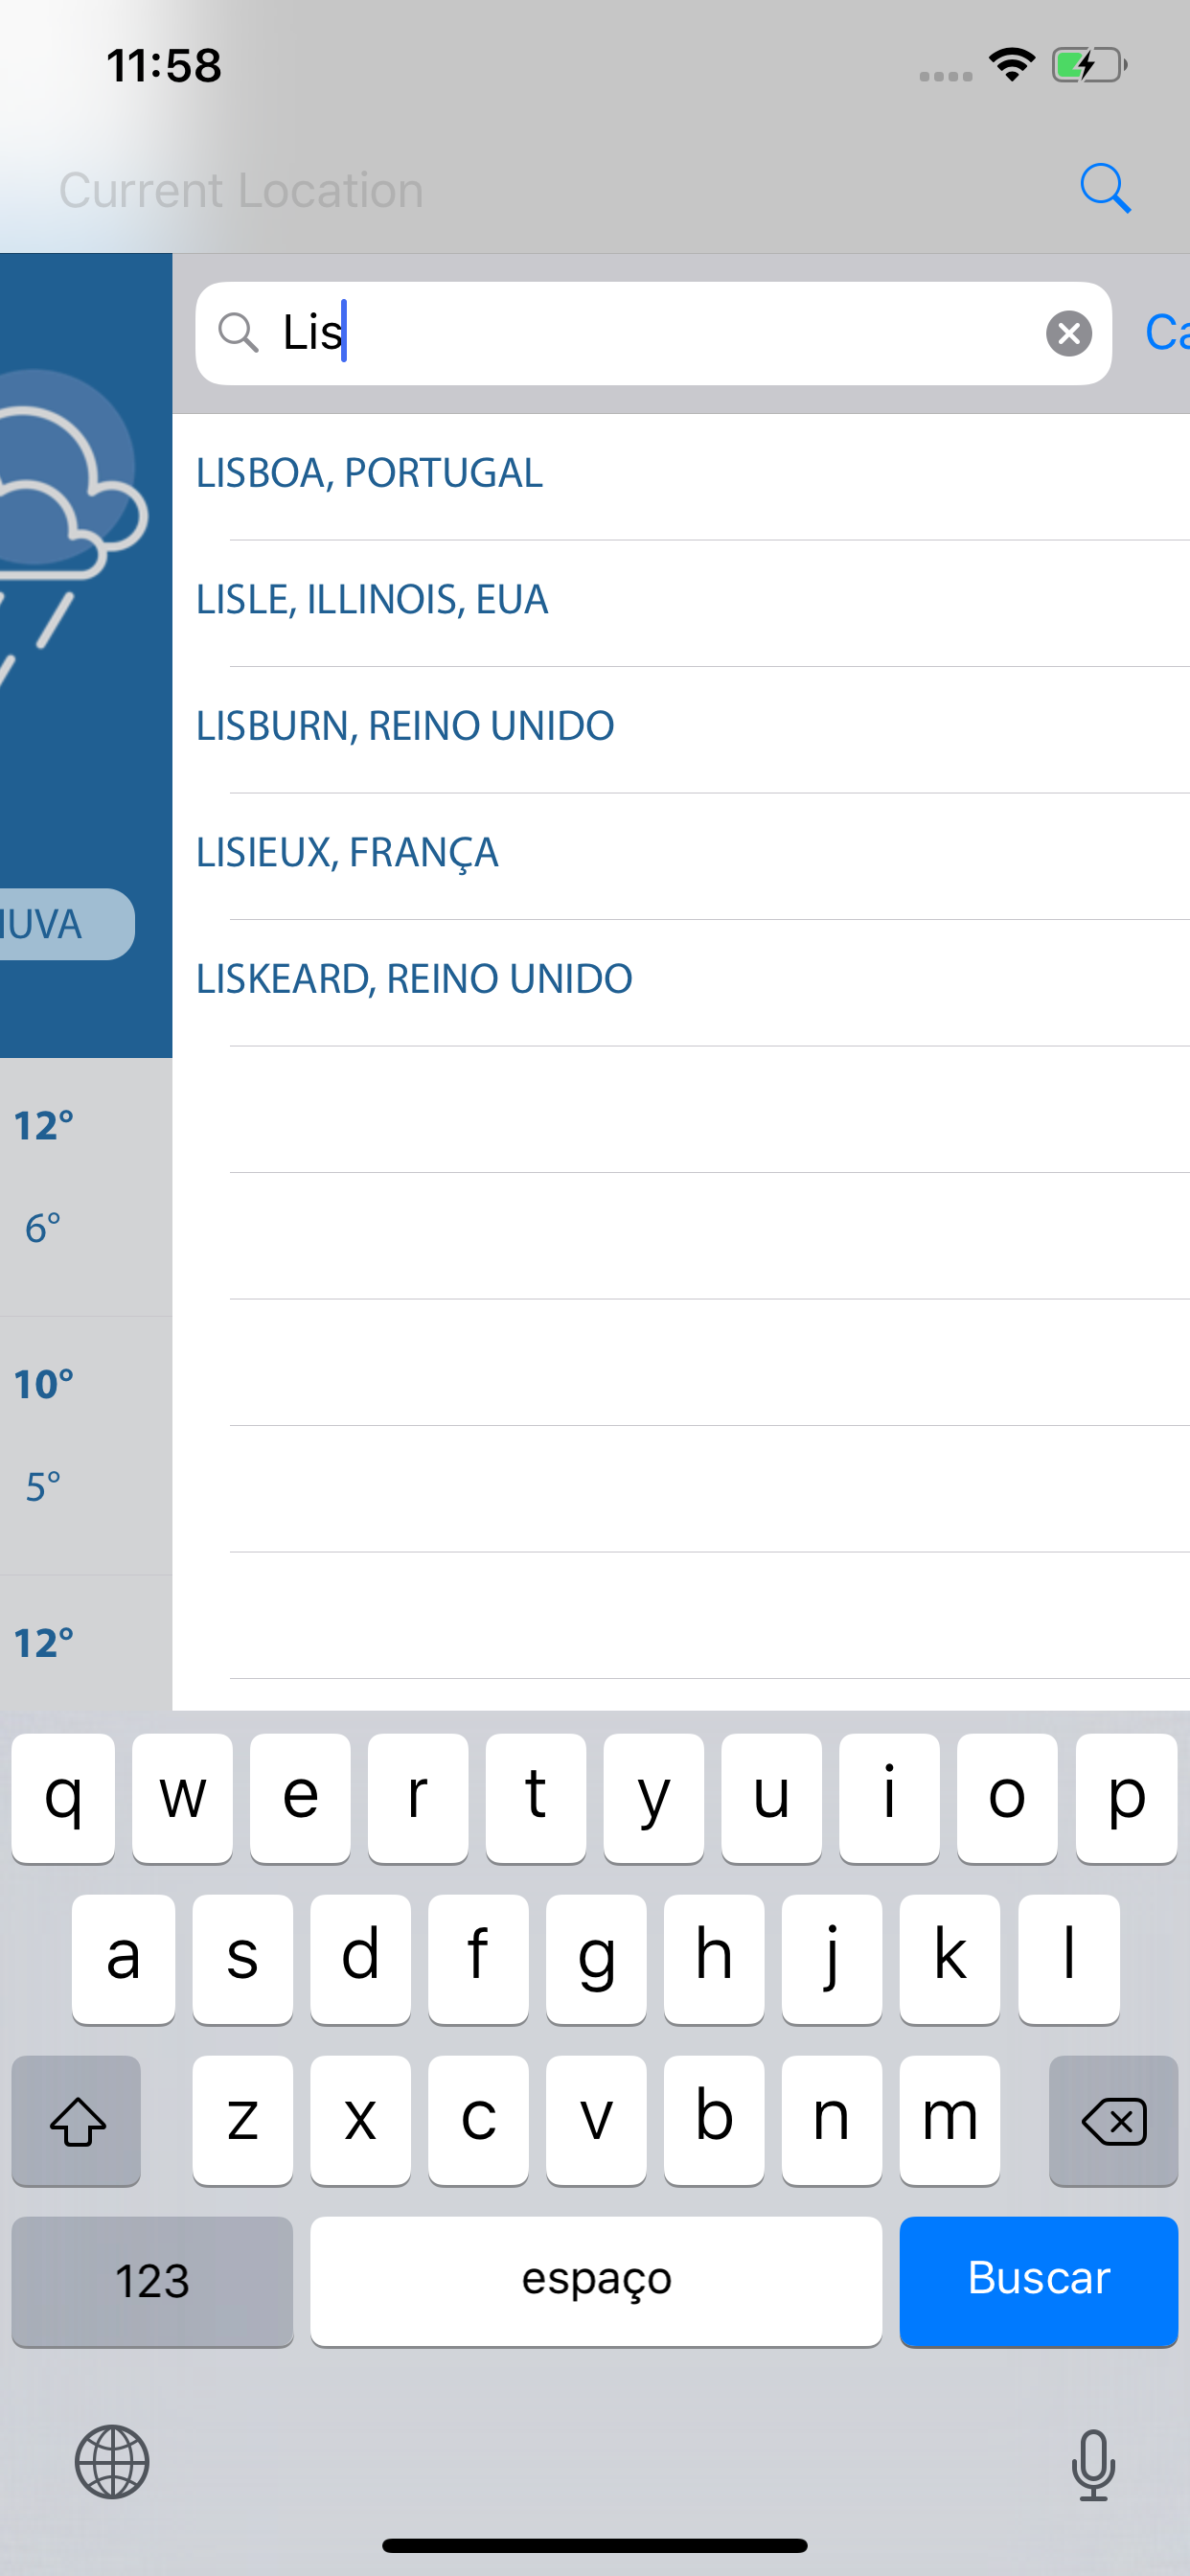 11:58
Current Location
Lis
Ca
LISBOA, PORTUGAL
LISLE, ILLINOIS, EUA
LISBURN, REINO UNIDO
LISIEUX, FRANÇA
UVA
LISKEARD, REINO UNIDO
12°
6°
10°
5°
12°
q w e r t y u i o p
a s d f g h j k l
z x c v b n m
123 espaço Buscar